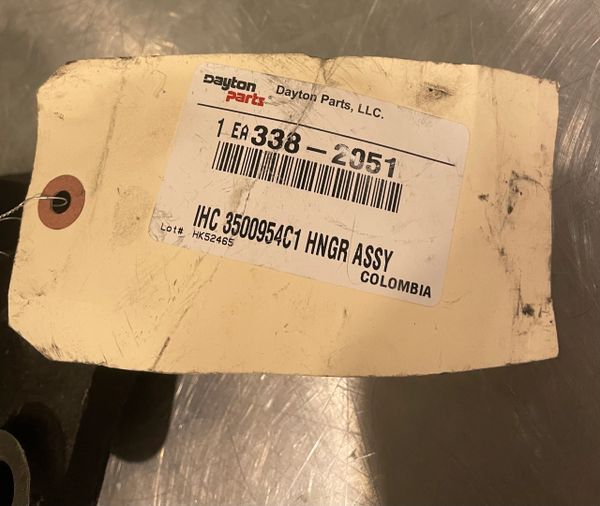 Dayton Parts Dayton Parts, LLC.
1 EA 338-2051
IHC 3500954C1 HNGR ASSY
Lot# HK52465 COLOMBIA